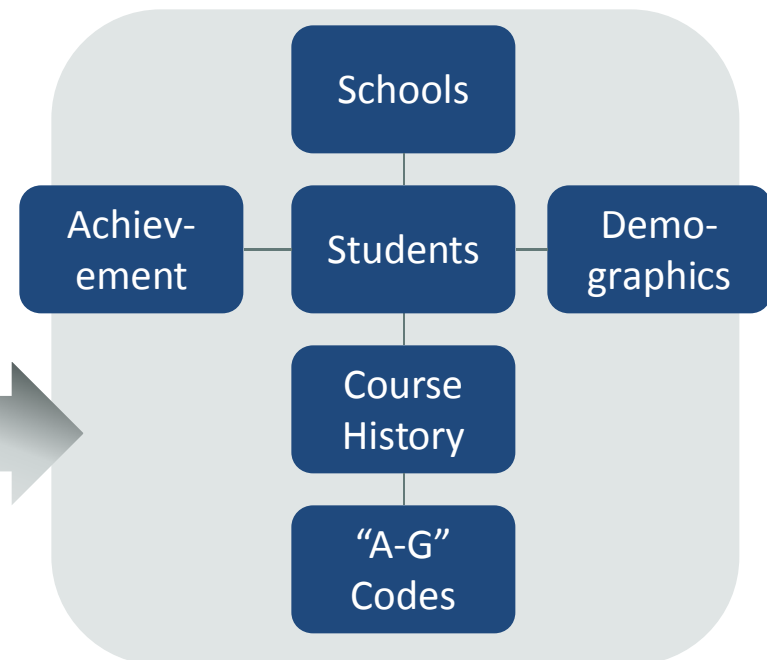 Schools
Achiev-
ement
Students
Demo-
graphics
Course
History
“A-G”
Codes